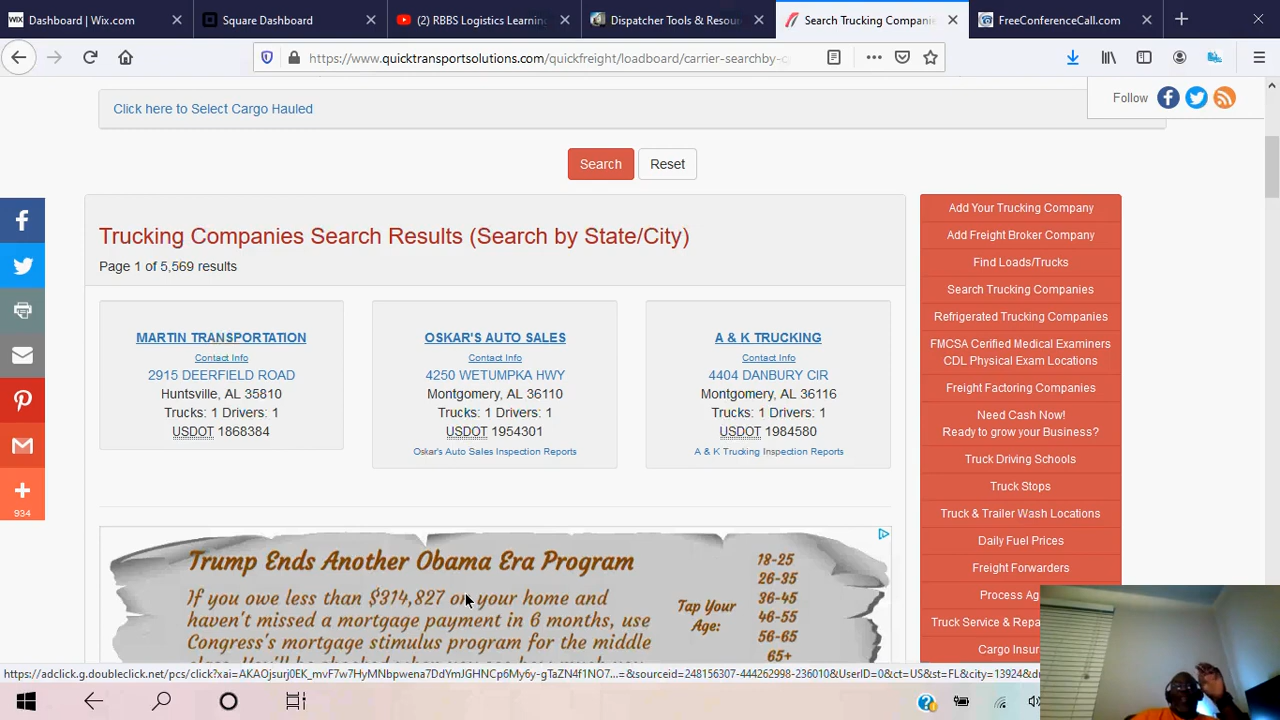 WIX Dashboard | Wix.com
Square Dashboard
(2) RBBS Logistics Learnin
Dispatcher Tools & Resou
Search Trucking Companie
FreeConferenceCall.com
https://www.quicktransportsolutions.com/quickfreight/loadboard/carrier-searchby-c
Click here to Select Cargo Hauled
Follow
Search
Reset
Trucking Companies Search Results (Search by State/City)
Page 1 of 5,569 results
MARTIN TRANSPORTATION
Contact Info
2915 DEERFIELD ROAD
Huntsville, AL 35810
Trucks: 1 Drivers: 1
USDOT 1868384
OSKAR'S AUTO SALES
Contact Info
4250 WETUMPKA HWY
Montgomery, AL 36110
Trucks: 1 Drivers: 1
USDOT 1954301
Oskar's Auto Sales Inspection Reports
A & K TRUCKING
Contact Info
4404 DANBURY CIR
Montgomery, AL 36116
Trucks: 1 Drivers: 1
USDOT 1984580
A & K Trucking Inspection Reports
Add Your Trucking Company
Add Freight Broker Company
Find Loads/Trucks
Search Trucking Companies
Refrigerated Trucking Companies
FMCSA Cerified Medical Examiners
CDL Physical Exam Locations
Freight Factoring Companies
Need Cash Now!
Ready to grow your Business?
Truck Driving Schools
Truck Stops
Truck & Trailer Wash Locations
Daily Fuel Prices
Freight Forwarders
Process Ag
Truck Service & Repa
Cargo Insur
934
Trump Ends Another Obama Era Program
If you owe less than $314,827 on your home and
haven't missed a mortgage payment in 6 months, use
Congress's mortgage stimulus program for the middle
Tap Your
Age:
18-25
26-35
36-45
46-55
56-65
65+